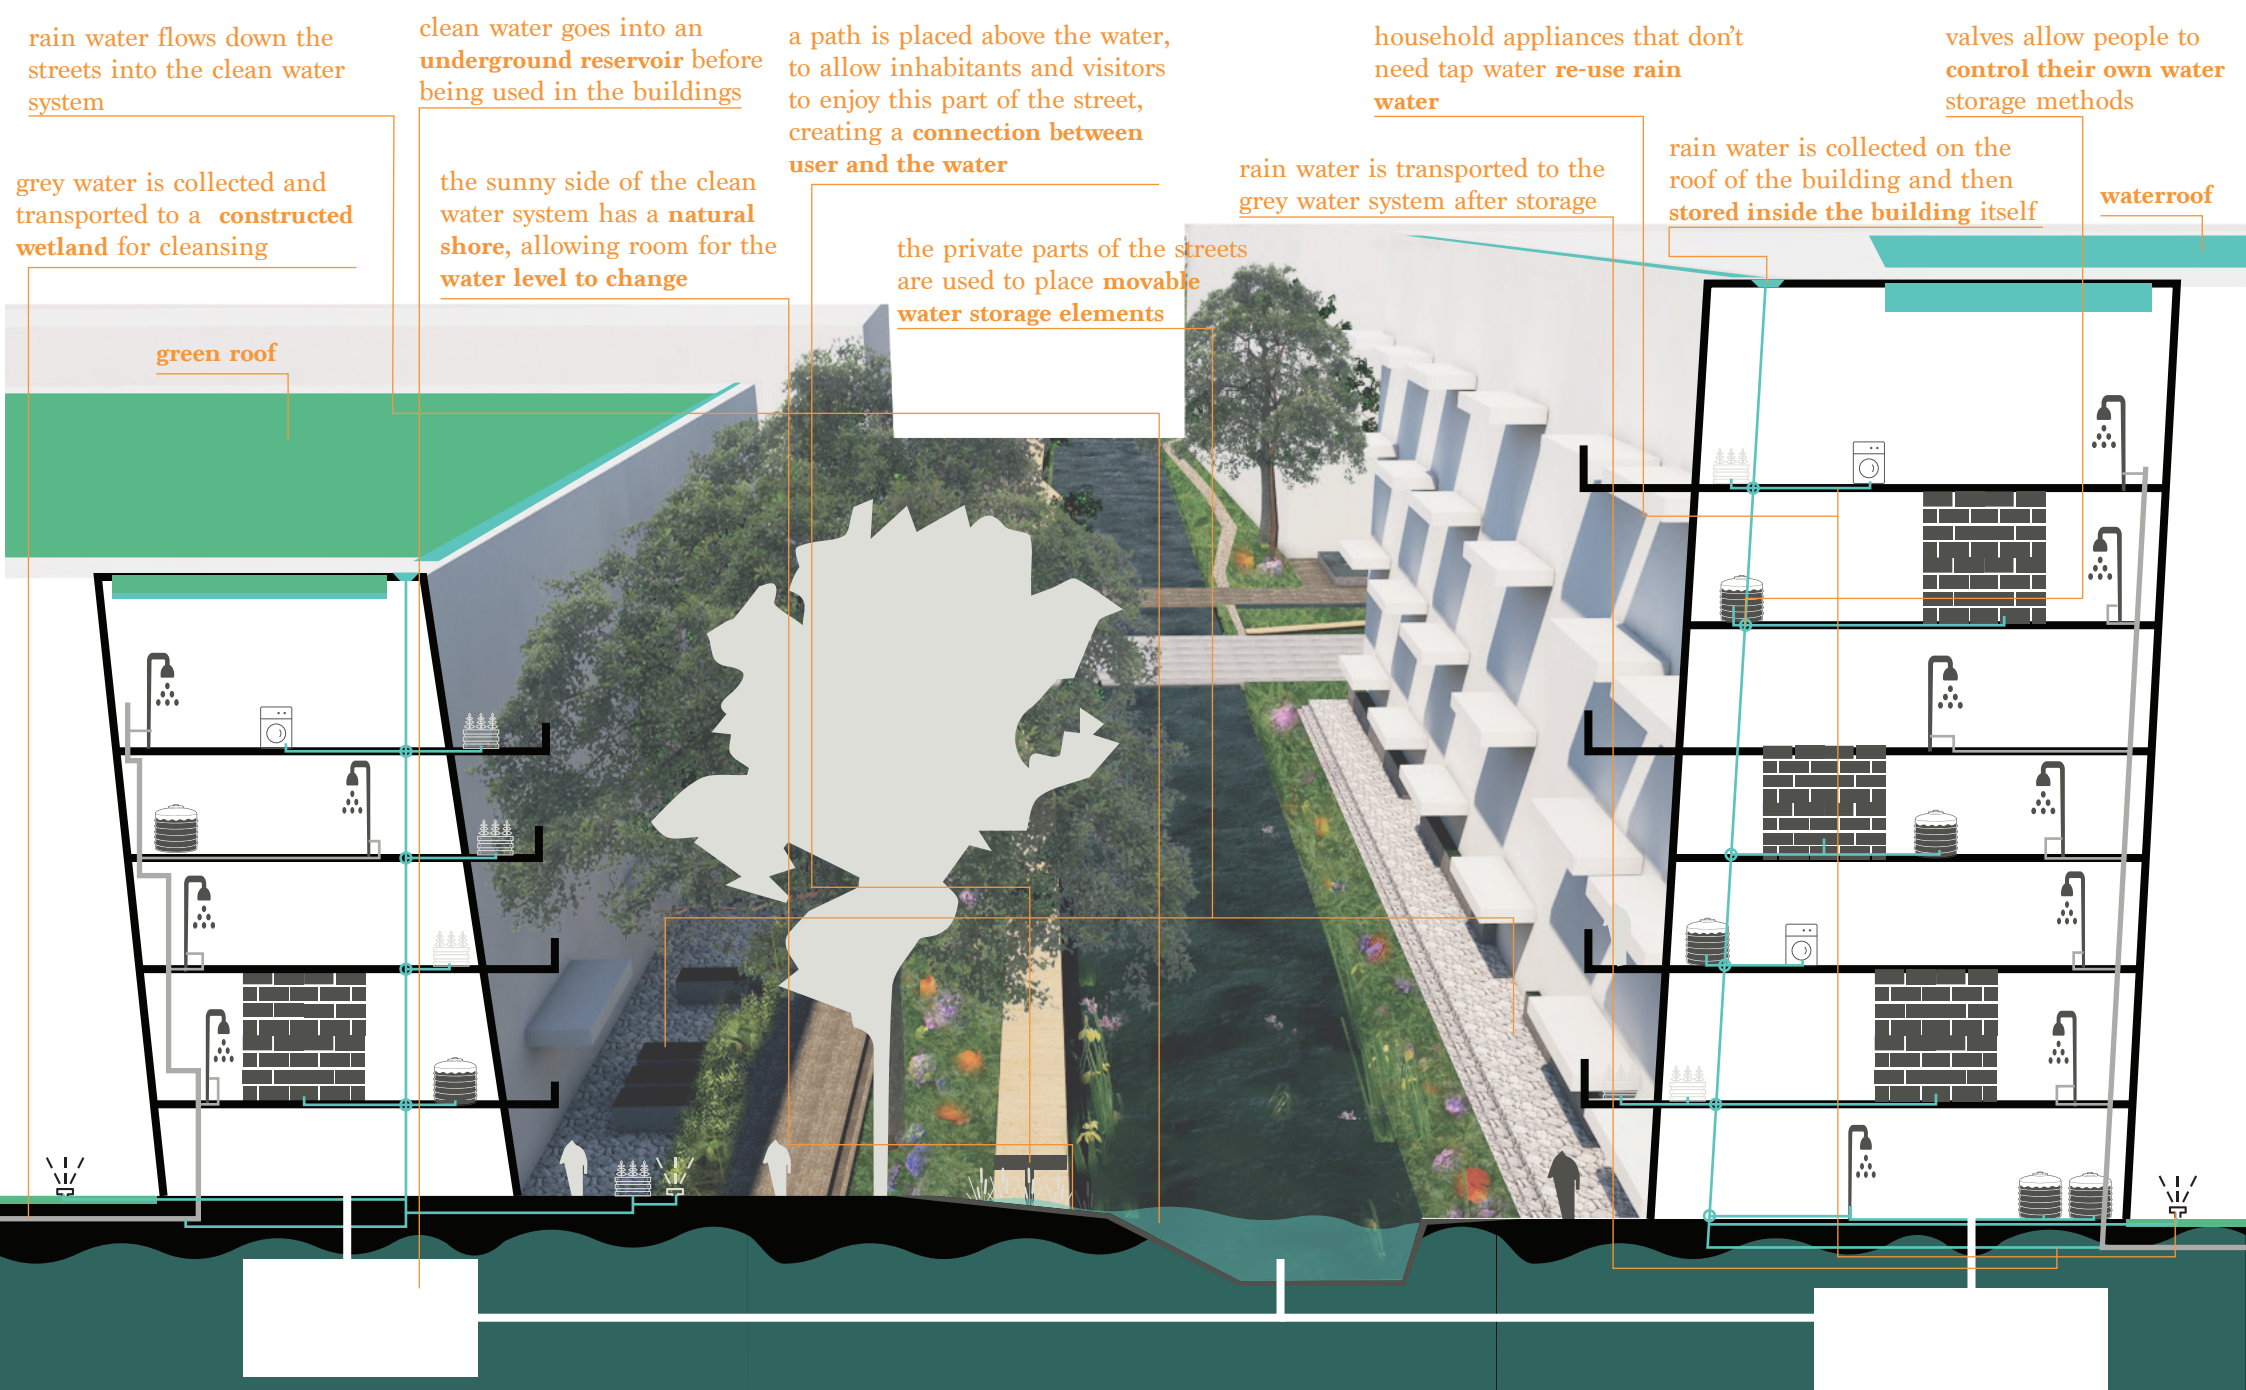 rain water flows down the
streets into the clean water
system
clean water goes into an
underground reservoir before
being used in the buildings
a path is placed above the water,
to allow inhabitants and visitors
to enjoy this part of the street,
creating a connection between
user and the water
household appliances that don’t
need tap water re-use rain
water
valves allow people to
control their own water
storage methods
grey water is collected and
transported to a constructed
wetland for cleansing
the sunny side of the clean
water system has a natural
shore, allowing room for the
water level to change
the private parts of the streets
are used to place movable
water storage elements
rain water is transported to the
grey water system after storage
rain water is collected on the
roof of the building and then
stored inside the building itself
waterroof
green roof